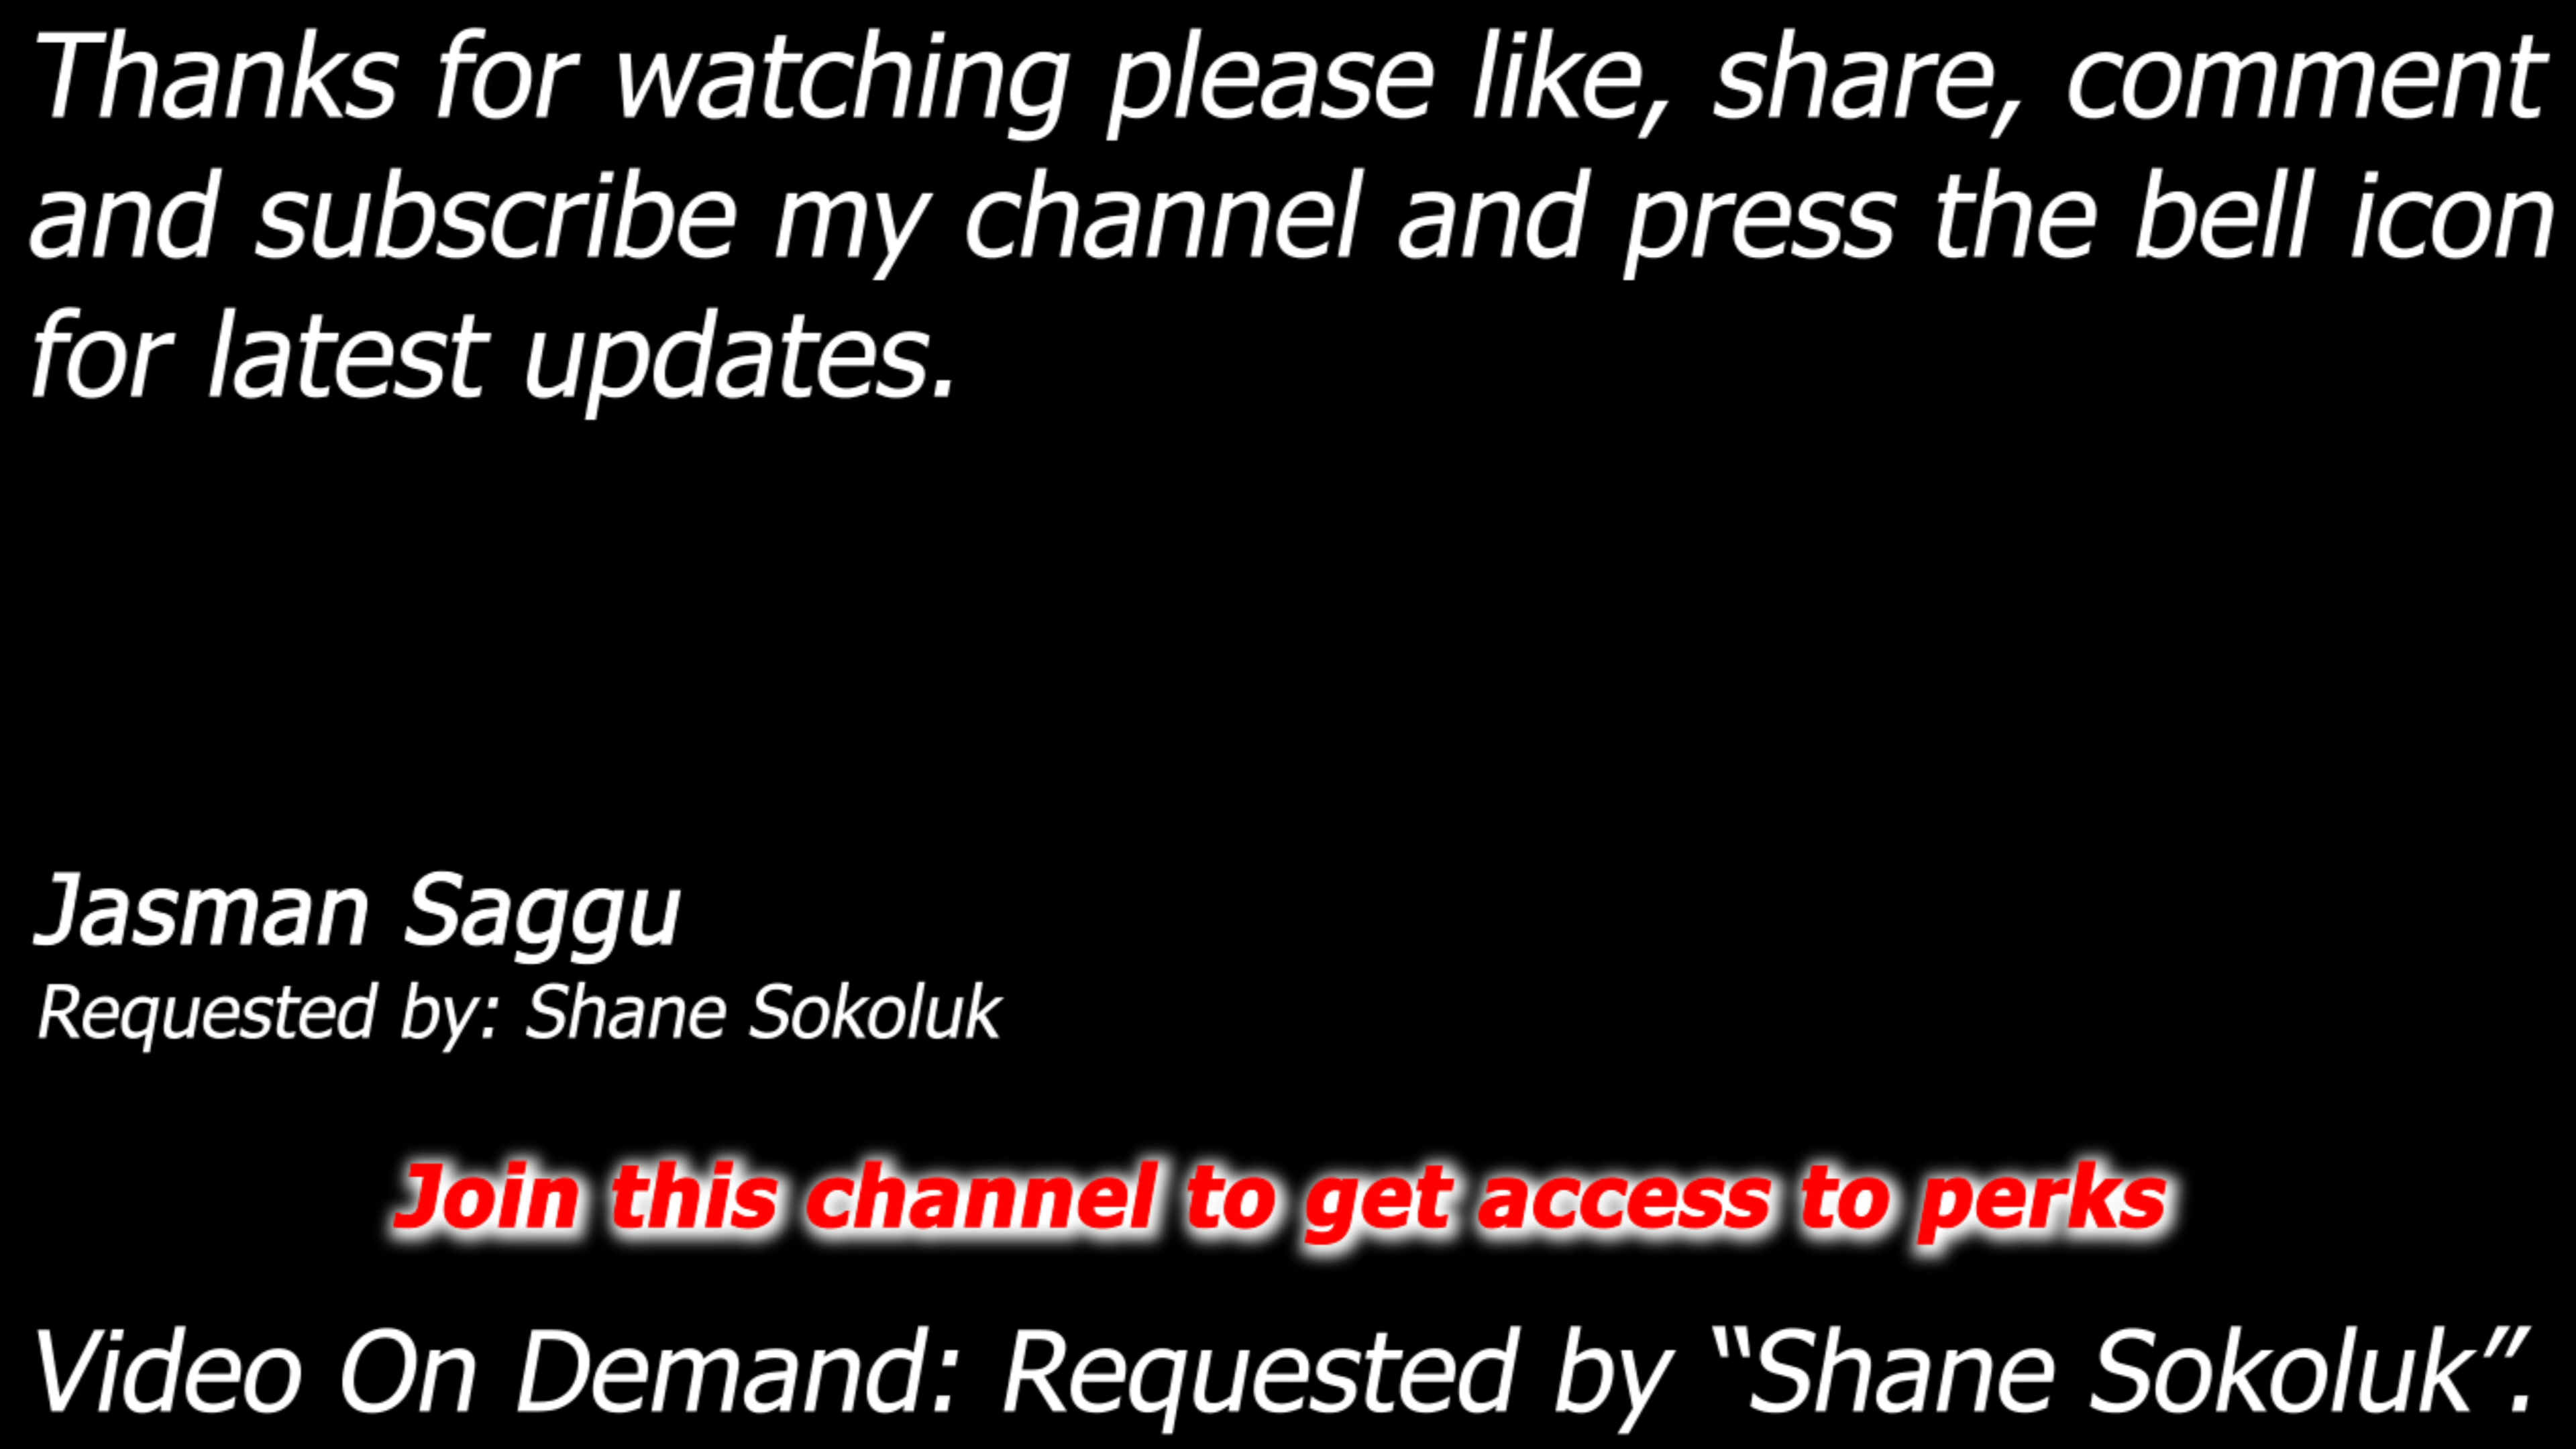 Thanks for watching please like, share, comment
and subscribe my channel and press the bell icon
for latest updates.
Jasman Saggu
Requested by: Shane Sokoluk
Join this channel to get access to perks
Video On Demand: Requested by “Shane Sokoluk”.